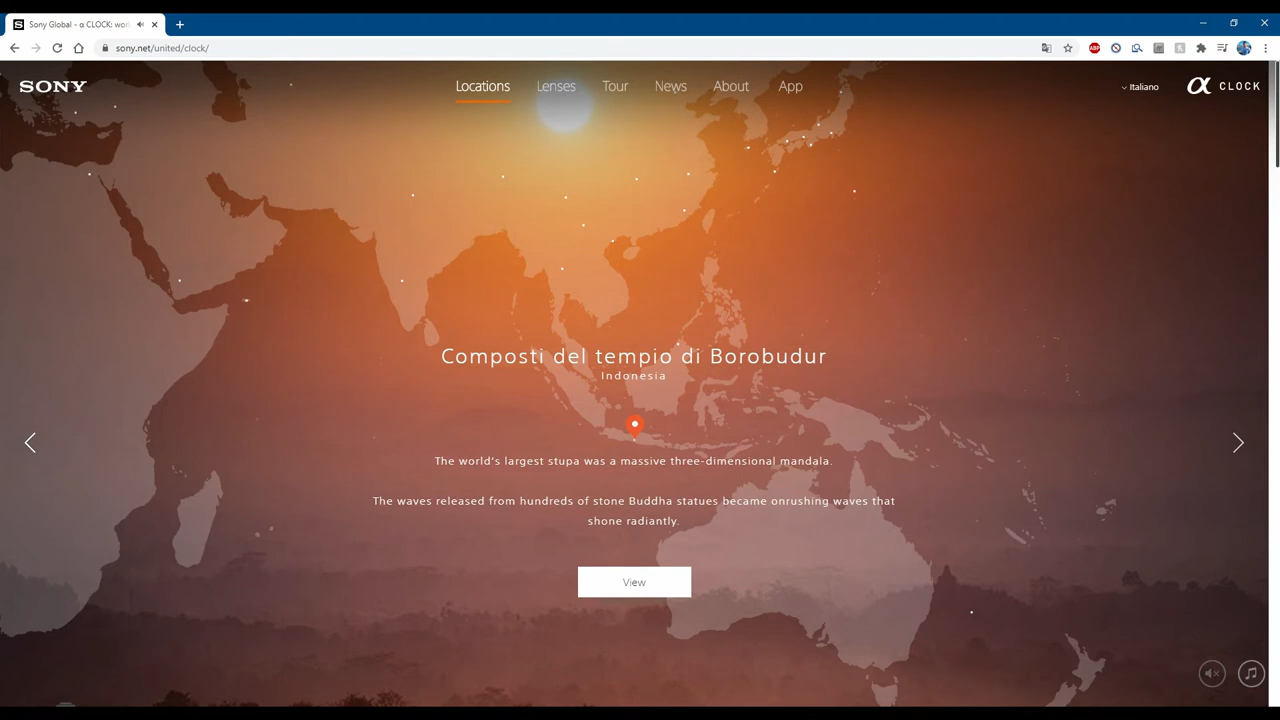 Sony Global - α CLOCK: worl
sony.net/united/clock/
ABP
SONY
Locations Lenses Tour News About App
Italiano
α CLOCK
Composti del tempio di Borobudur
Indonesia
The world's largest stupa was a massive three-dimensional mandala.
The waves released from hundreds of stone Buddha statues became onrushing waves that
shone radiantly.
View